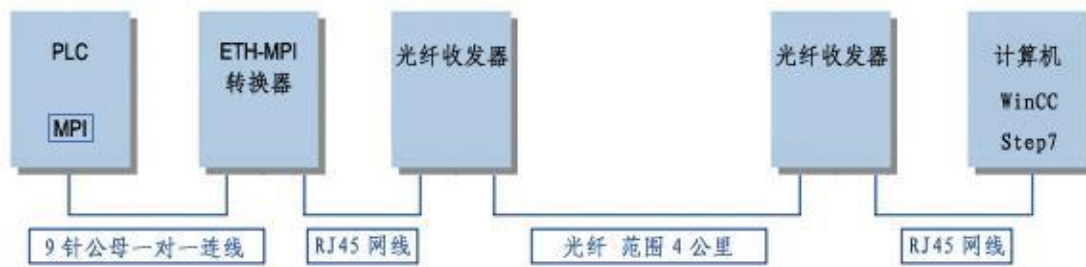 PLC
MPI
ETH-MPI
转换器
光纤收发器
光纤收发器
计算机
WinCC
Step7
9针公母一对一连线
RJ45 网线
光纤 范围4公里
RJ45 网线